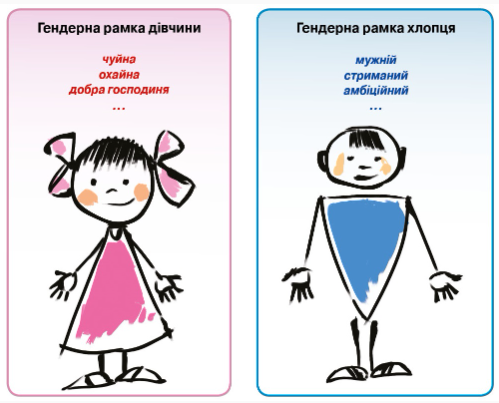 Гендерна рамка дівчини
чуйна
охайна
добра господиня
...
Гендерна рамка хлопця
мужній
стриманий
амбіційний
...